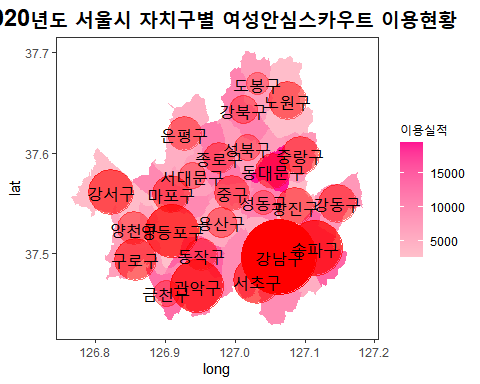 020년도 서울시 자치구별 여성안심스카우트 이용현황
37.7
37.6
37.5
lat
도봉구
노원구
강북구
은평구
성북구
중랑구
종로구
동대문구
서대문구
강서구
마포구
중구
성동구
광진구
강동구
용산구
양천구
영등포구
송파구
동작구
강남구
구로구
서초구
관악구
금천구
126.8 126.9 127.0 127.1 127.2
long
이용실적
15000
10000
5000